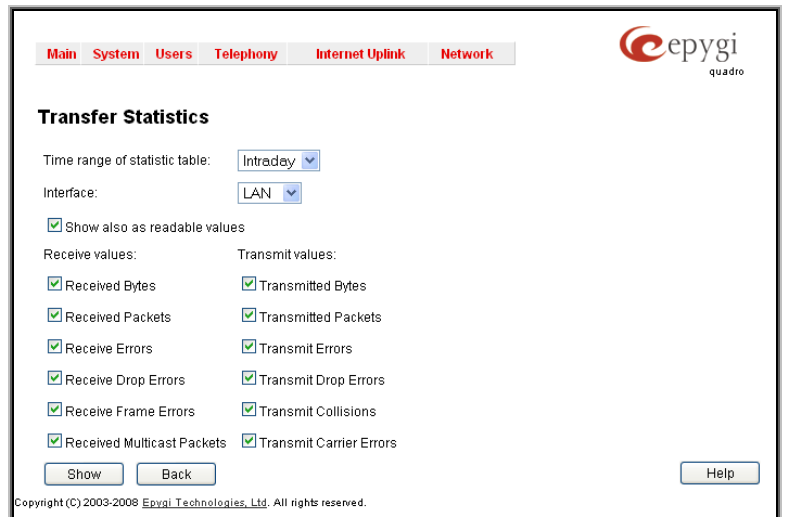 Main System Users Telephony Internet Uplink Network
epygi
quadro
Transfer Statistics
Time range of statistic table: Intraday
Interface: LAN
Show also as readable values
Receive values: Transmit values:
Received Bytes Transmitted Bytes
Received Packets Transmitted Packets
Receive Errors Transmit Errors
Receive Drop Errors Transmit Drop Errors
Receive Frame Errors Transmit Collisions
Received Multicast Packets Transmit Carrier Errors
Show Back Help
Copyright (C) 2003-2008 Epygi Technologies, Ltd. All rights reserved.